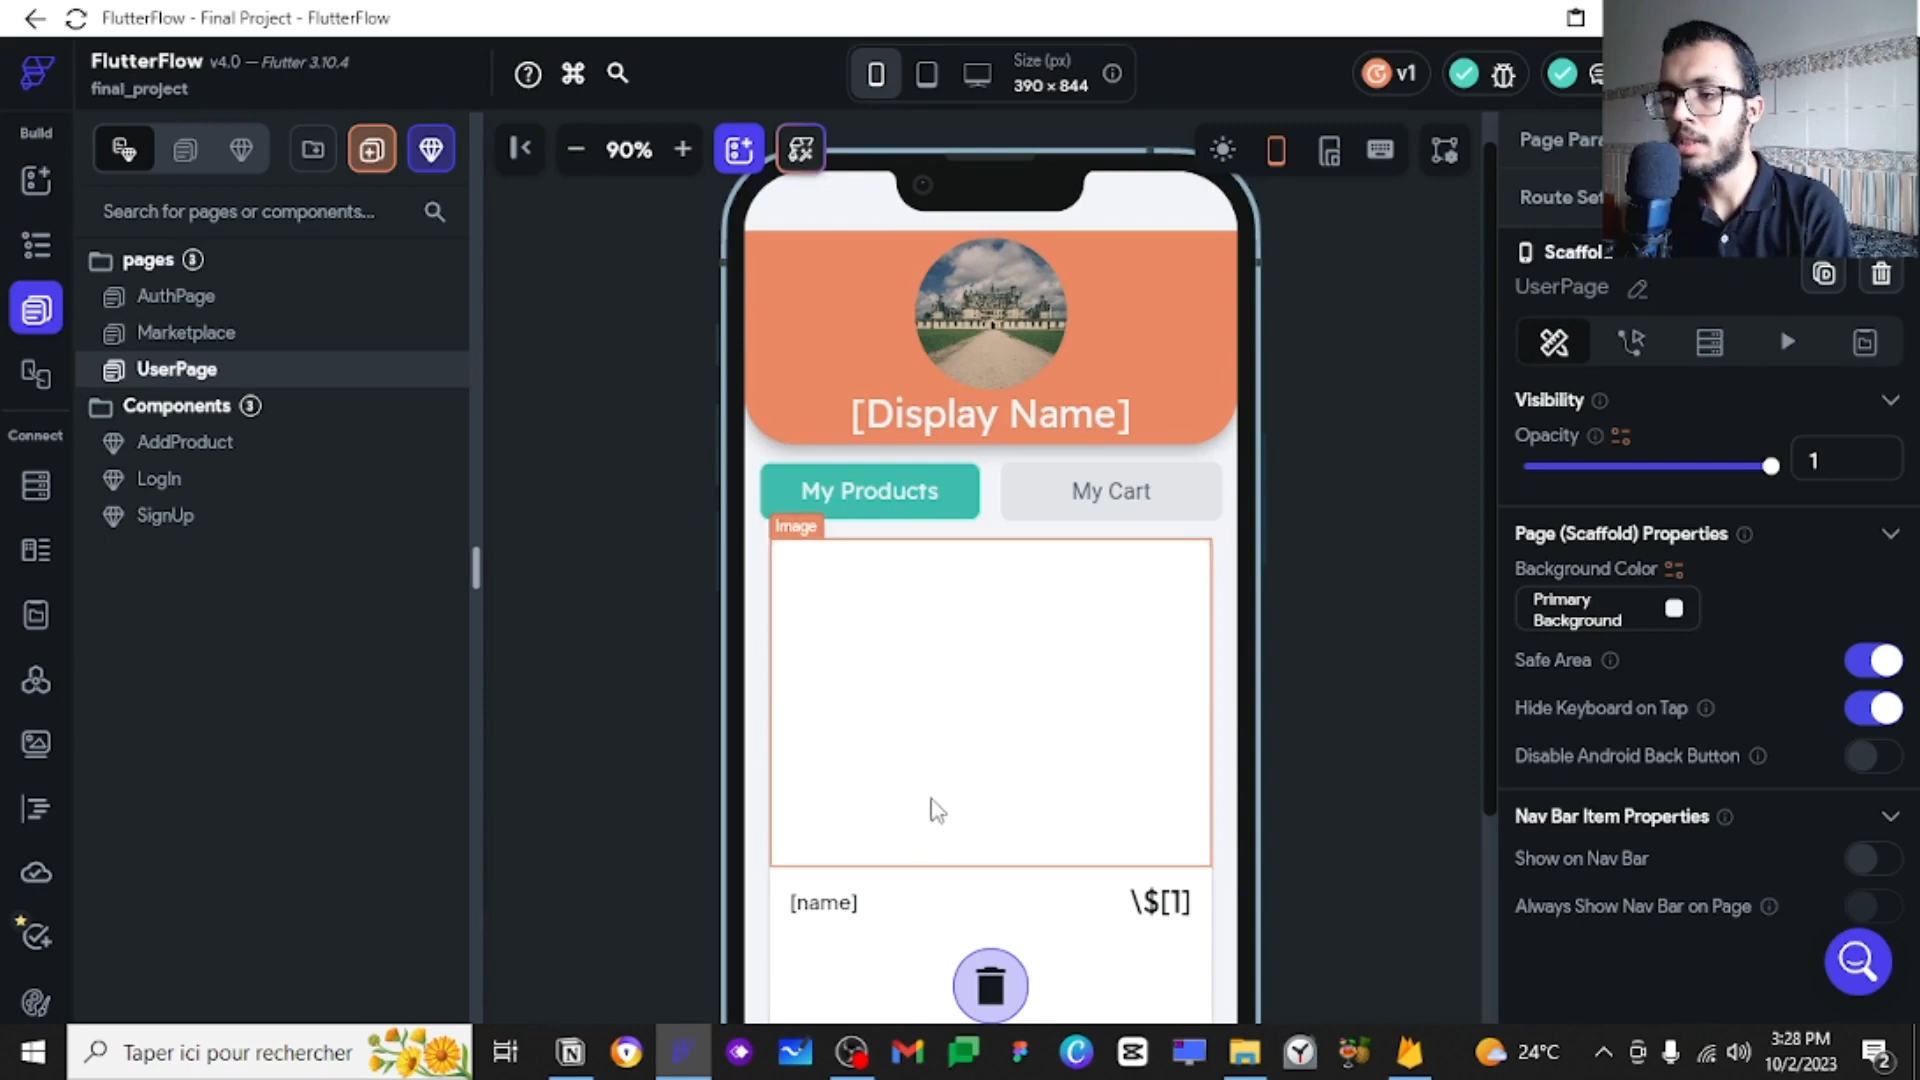 FlutterFlow - Final Project - FlutterFlow
FlutterFlow v4.0 — Flutter 3.10.4
final_project
Size (px)
390 × 844
v1
Build
90%
Search for pages or components...
pages 3
AuthPage
Marketplace
UserPage
Components 3
AddProduct
LogIn
SignUp
Connect
[Display Name]
My Products
My Cart
Image
[name]
\$[1]
Page Par
Route Set
Scaffol
UserPage
Visibility
Opacity
1
Page (Scaffold) Properties
Background Color
Primary
Background
Safe Area
Hide Keyboard on Tap
Disable Android Back Button
Nav Bar Item Properties
Show on Nav Bar
Always Show Nav Bar on Page
Taper ici pour rechercher
24°C
3:28 PM
10/2/2023
2